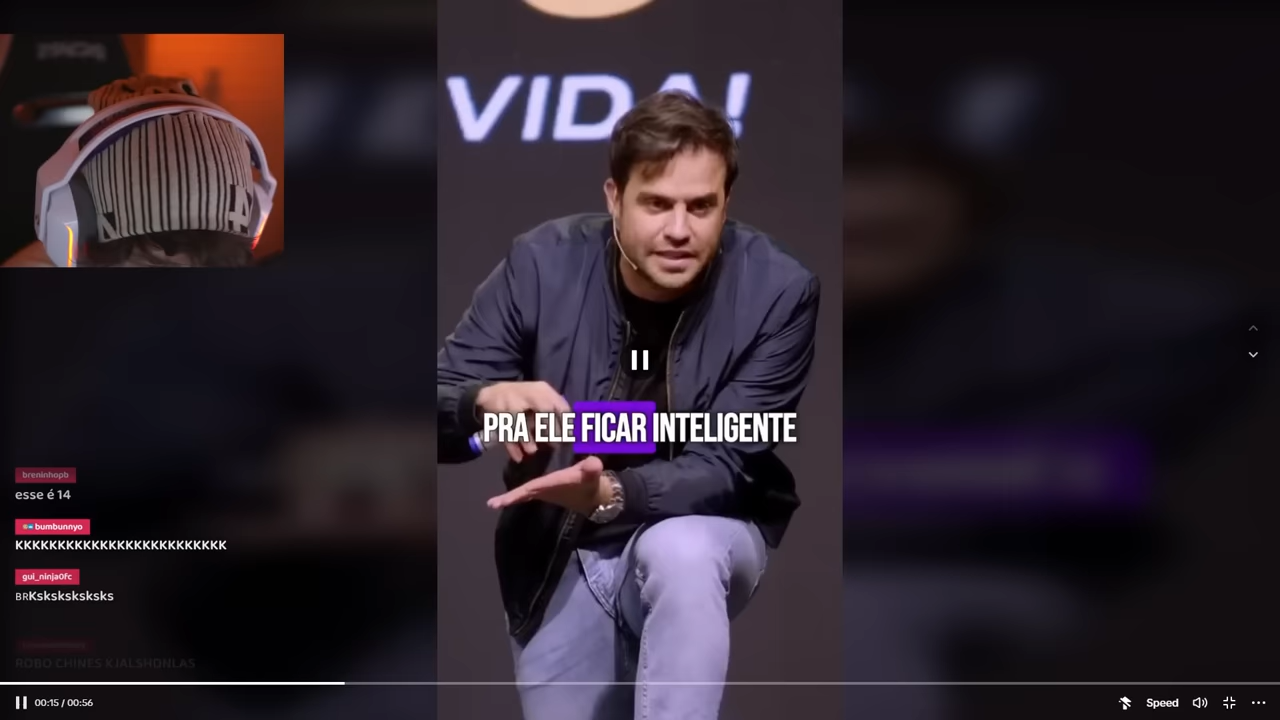 VIDA!
PRA ELE FICAR INTELIGENTE
breninhopb
esse é 14
bumbunnyo
KKKKKKKKKKKKKKKKKKKKKKKKK
gui_ninja0fc
BRKsksksksksks
ROBO CHINES KJALSHDNLAS
00:15 / 00:56
Speed